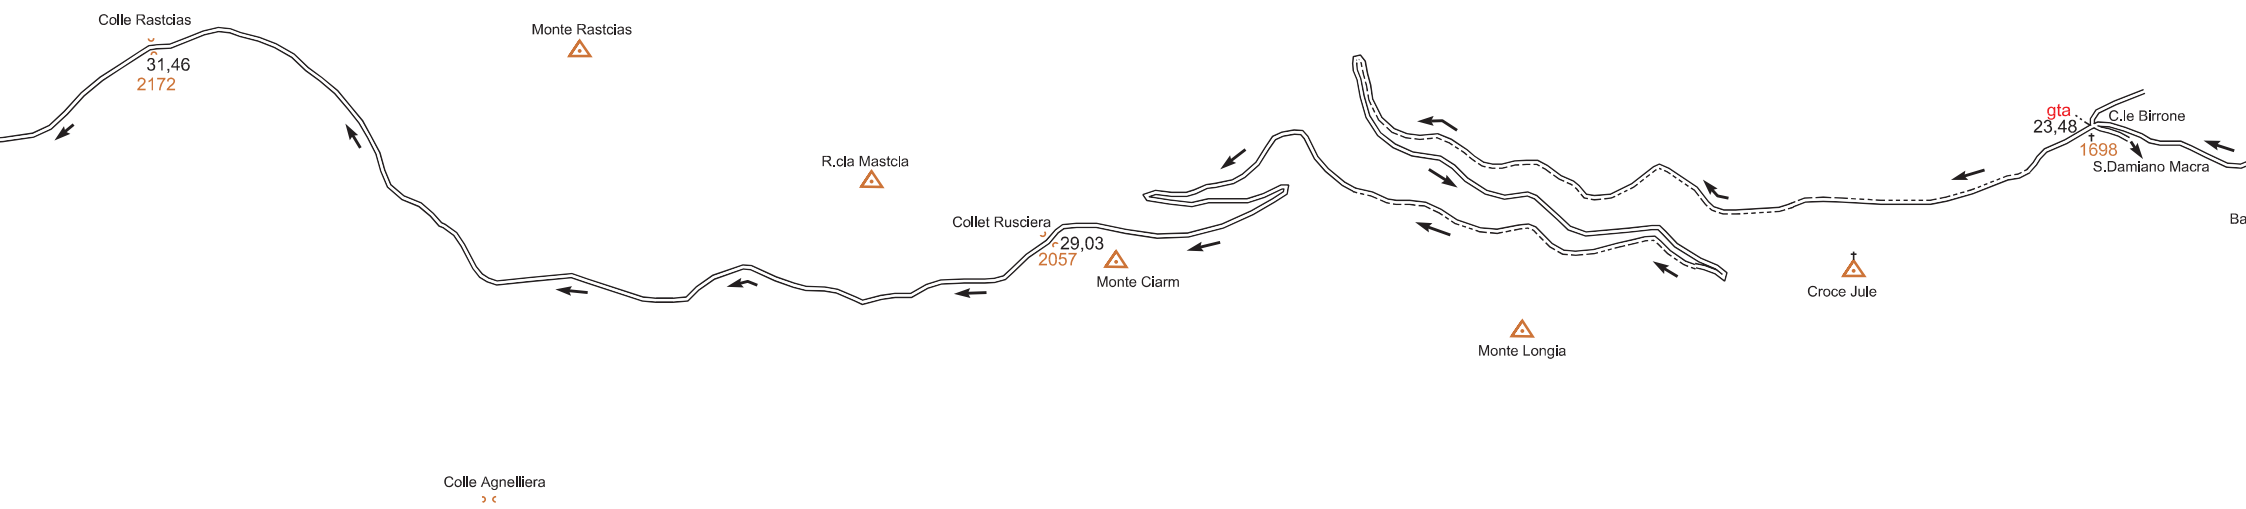 Colle Rastcias
31,46
2172
Monte Rastcias
R.cla Mastcla
Collet Rusciera
29,03
2057
Monte Ciarm
Monte Longia
Croce Jule
gta
23,48
C.le Birrone
1698
S.Damiano Macra
Ba
Colle Agnelliera